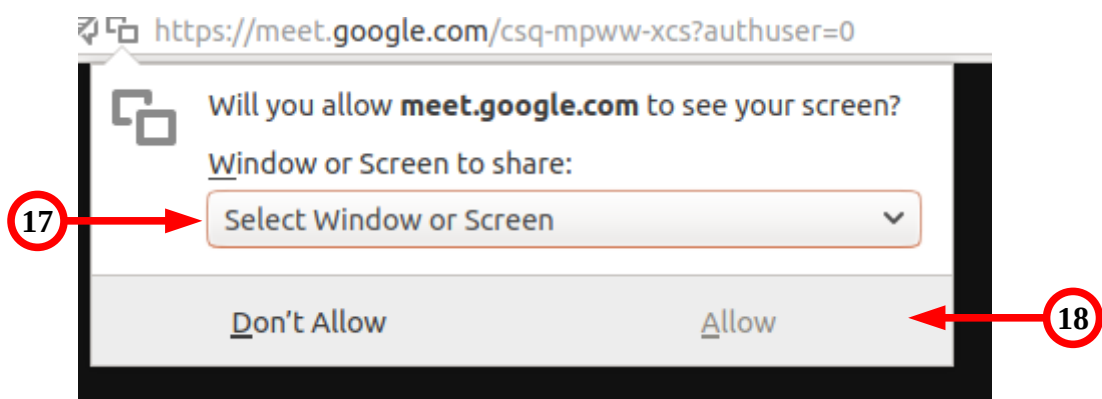 https://meet.google.com/csq-mpww-xcs?authuser=0
Will you allow meet.google.com to see your screen?
Window or Screen to share:
17
Select Window or Screen
Don't Allow
Allow
18